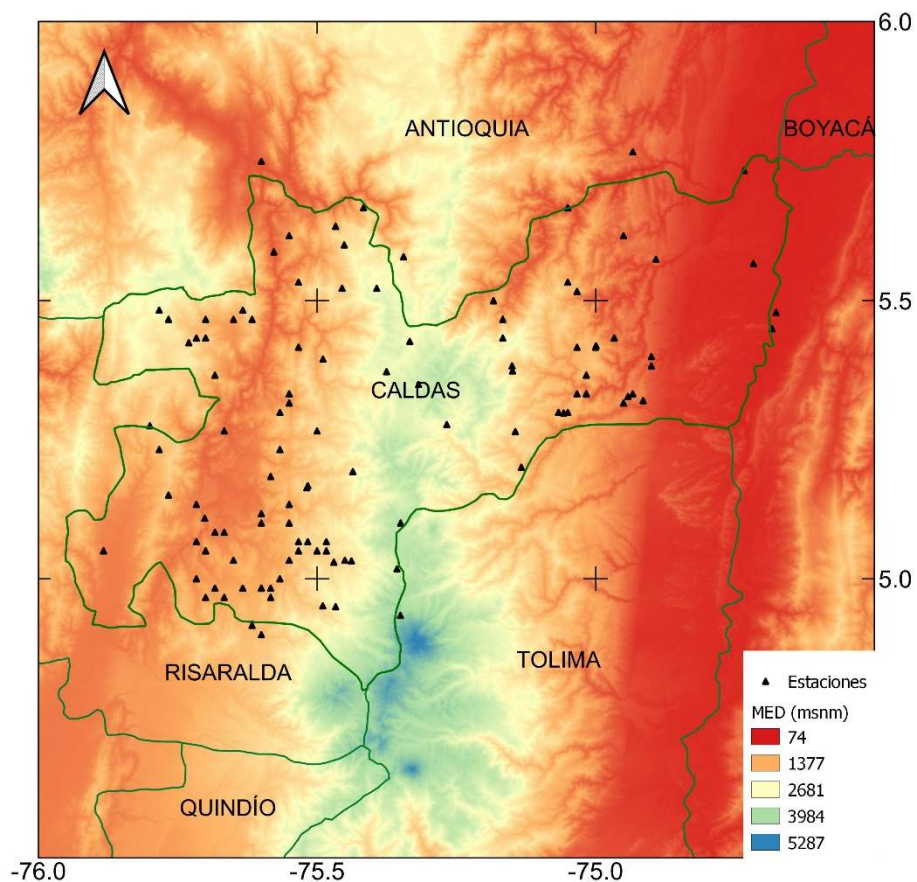 6.0
ANTIOQUIA
BOYACÁ
5.5
CALDAS
5.0
RISARALDA
TOLIMA
QUINDÍO
Estaciones
MED (msnm)
74
1377
2681
3984
5287
-76.0
-75.5
-75.0